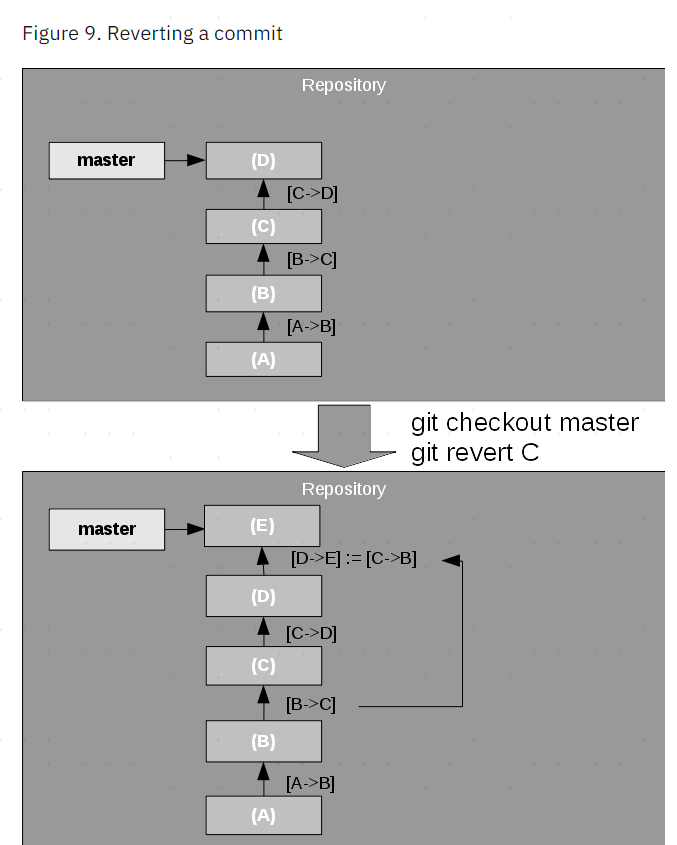 Figure 9. Reverting a commit
Repository
master
(D)
[C->D]
(C)
[B->C]
(B)
[A->B]
(A)
git checkout master
git revert C
Repository
master
(E)
[D->E] := [C->B]
(D)
[C->D]
(C)
[B->C]
(B)
[A->B]
(A)